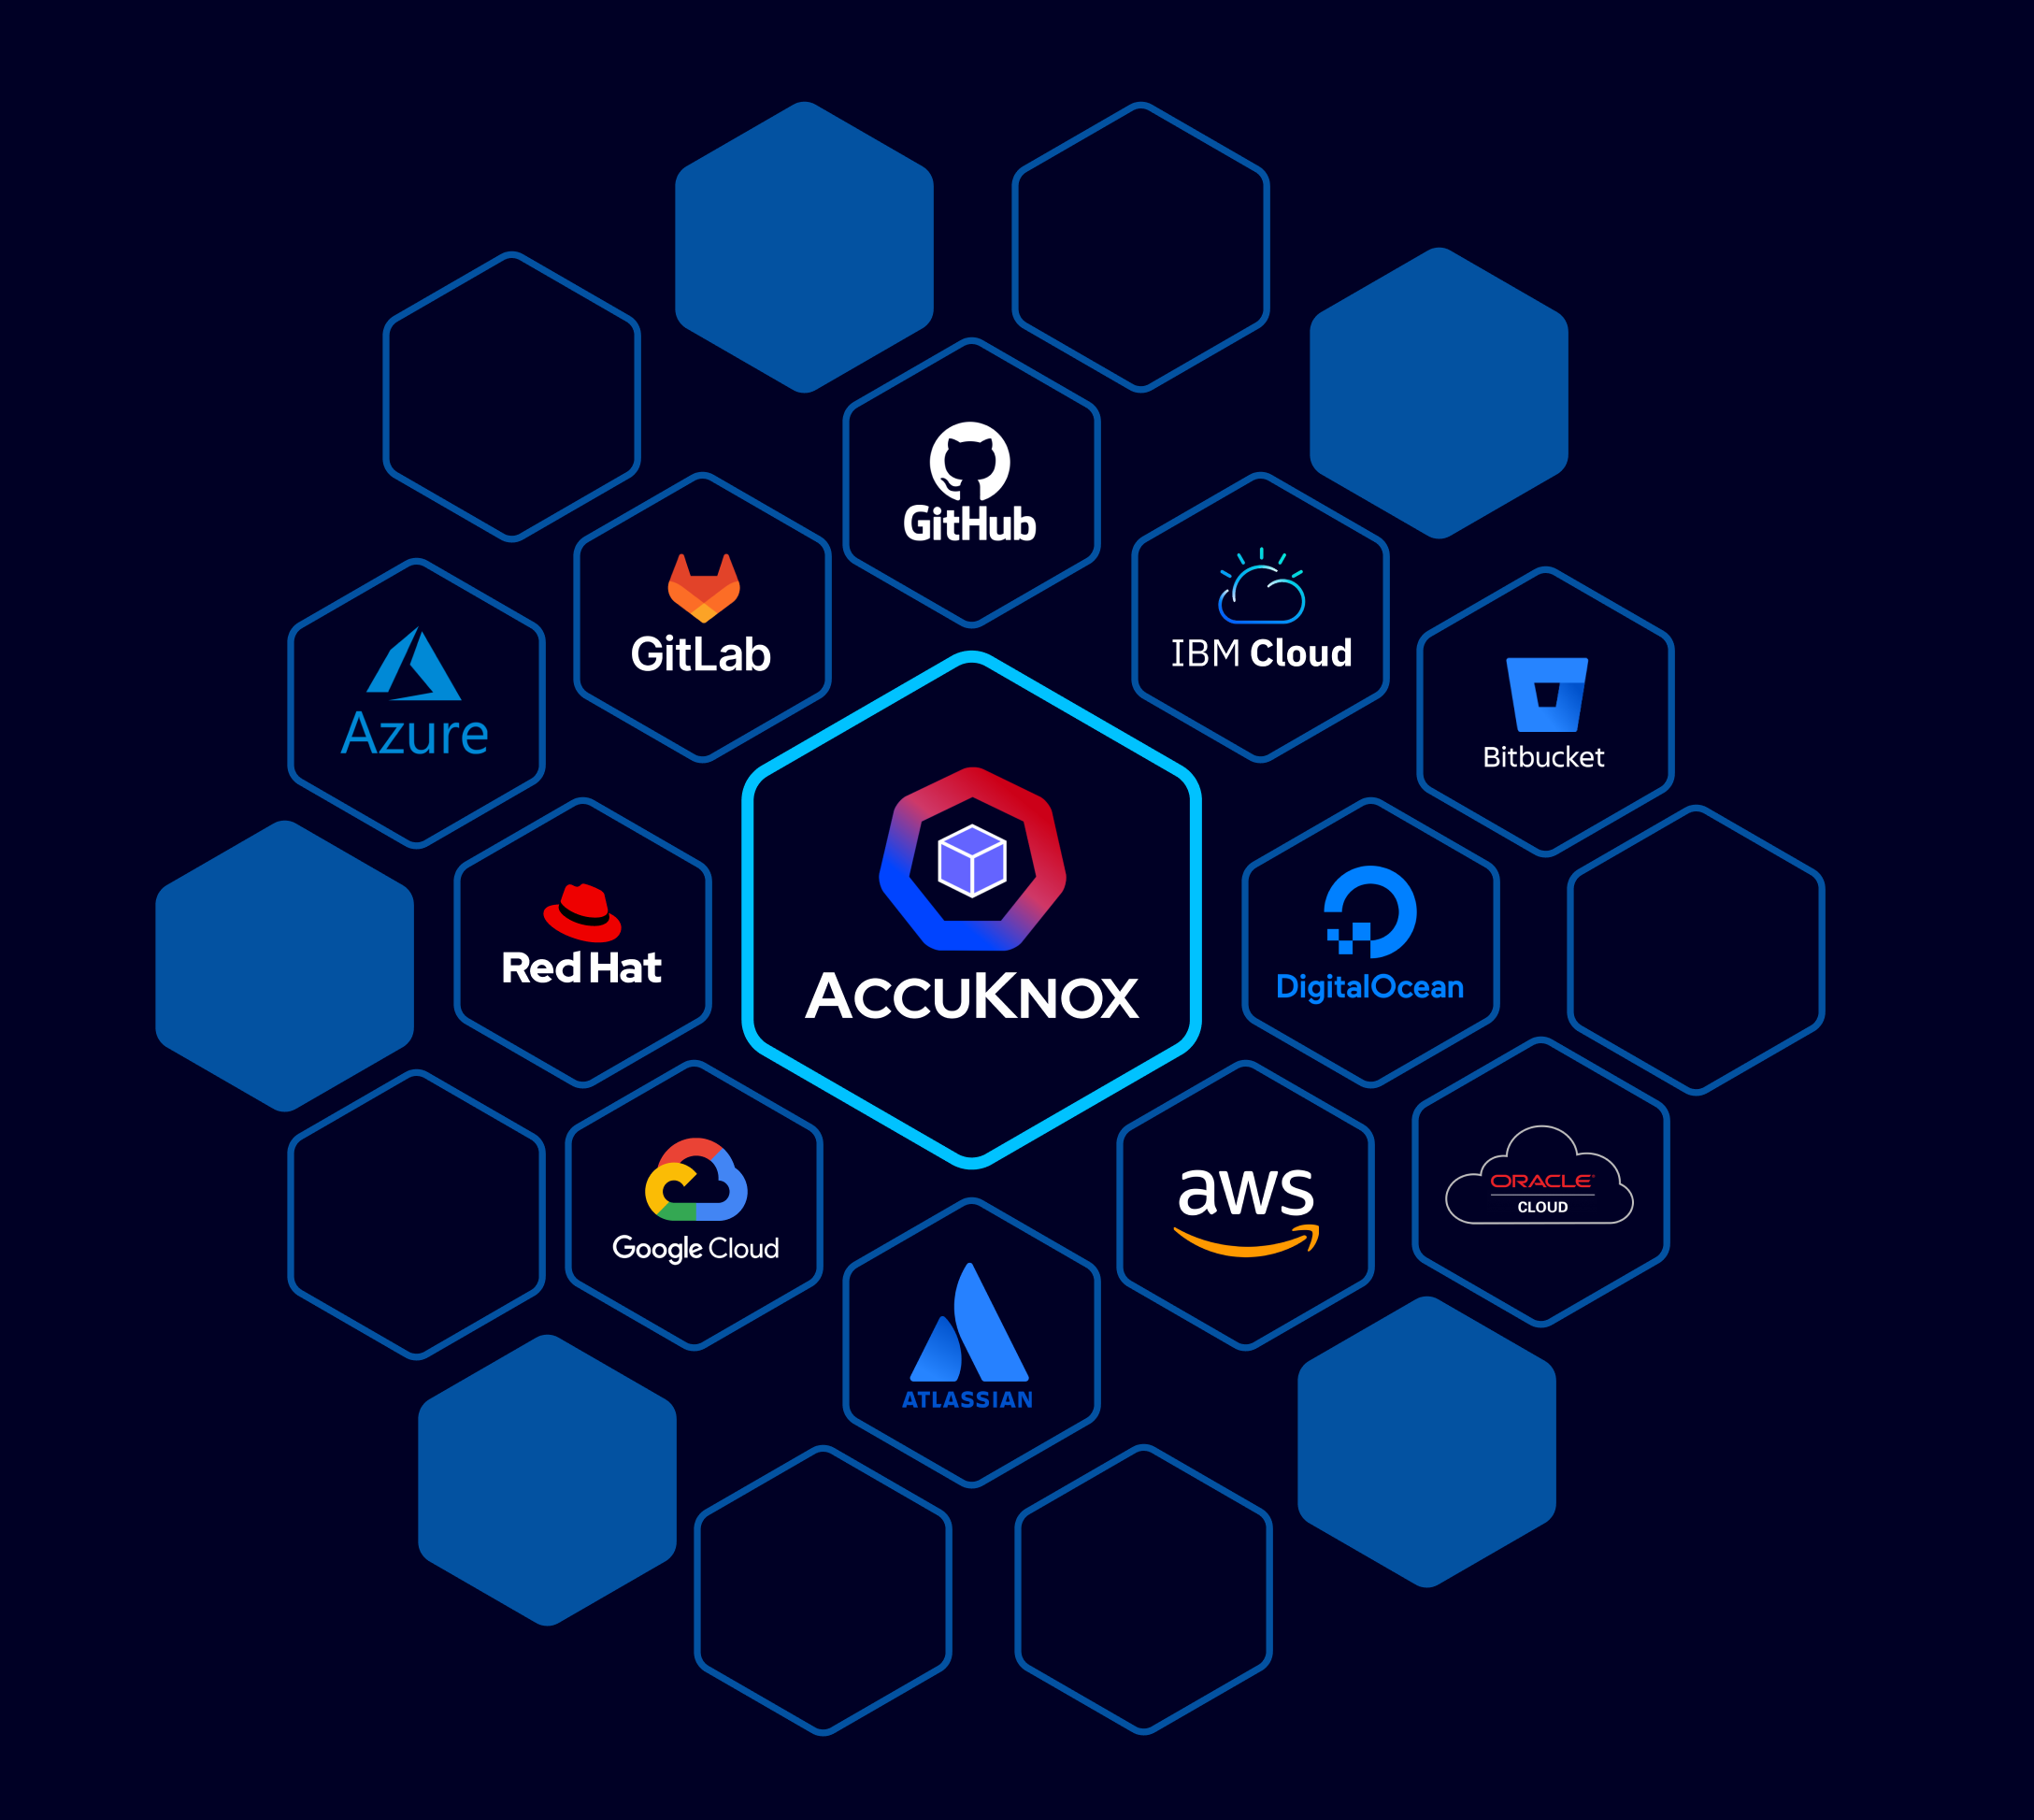 GitHub
GitLab
IBM Cloud
Azure
Bitbucket
Red Hat
ACCUKNOX
DigitalOcean
Google Cloud
aws
ORACLE
CLOUD
ATLASSIAN